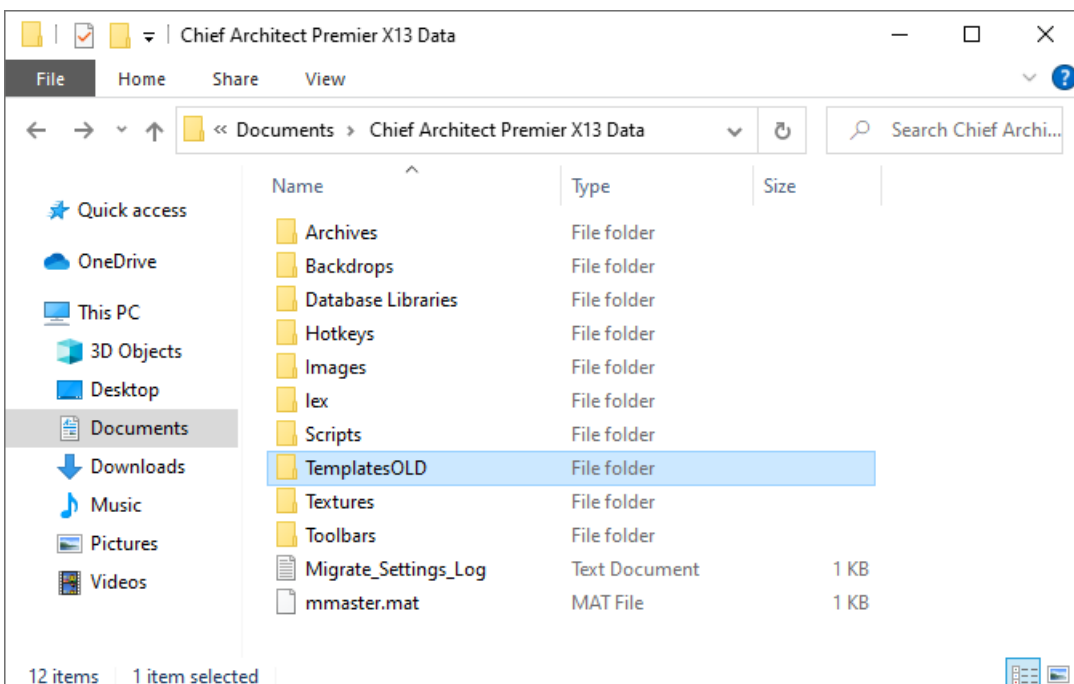 Chief Architect Premier X13 Data
File Home Share View
« Documents › Chief Architect Premier X13 Data Search Chief Archi...
Name Type Size
Quick access
OneDrive
This PC
3D Objects
Desktop
Documents
Downloads
Music
Pictures
Videos
Archives File folder
Backdrops File folder
Database Libraries File folder
Hotkeys File folder
Images File folder
lex File folder
Scripts File folder
TemplatesOLD File folder
Textures File folder
Toolbars File folder
Migrate_Settings_Log Text Document 1 KB
mmaster.mat MAT File 1 KB
12 items 1 item selected